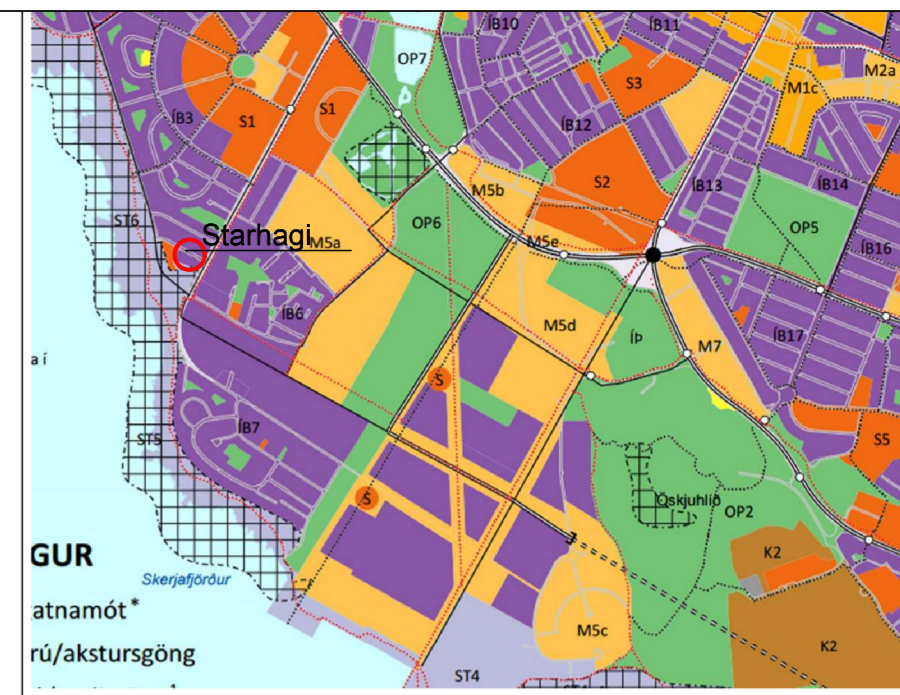 ÍB10
ÍB11
OP7
M2a
S3
M1c
ÍB3
S1
S1
ÍB12
M5b
S2
ÍB13
ÍB14
ST6
OP6
OP5
Starhagi
M5a
M5e
ÍB16
ÍB6
M5d
ÍÞ
M7
ÍB17
a í
S
ÍB7
ST5
S5
S
Öskjuhlíð
OP2
GUR
K2
Skerjafjörður
atnamót*
M5c
K2
rú/akstursgöng
ST4